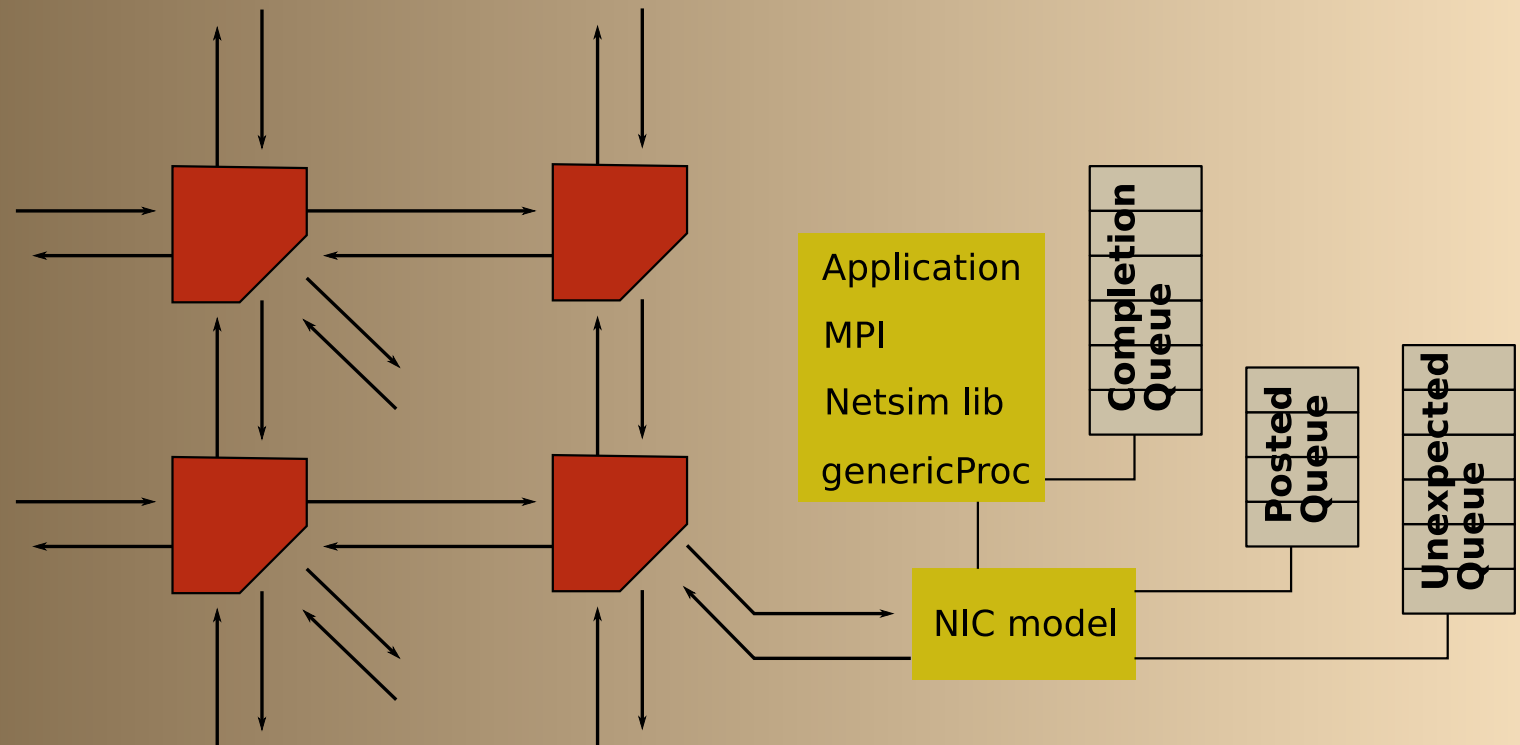 Application
MPI
Netsim lib
genericProc
Completion
Queue
Posted
Queue
Unexpected
Queue
NIC model